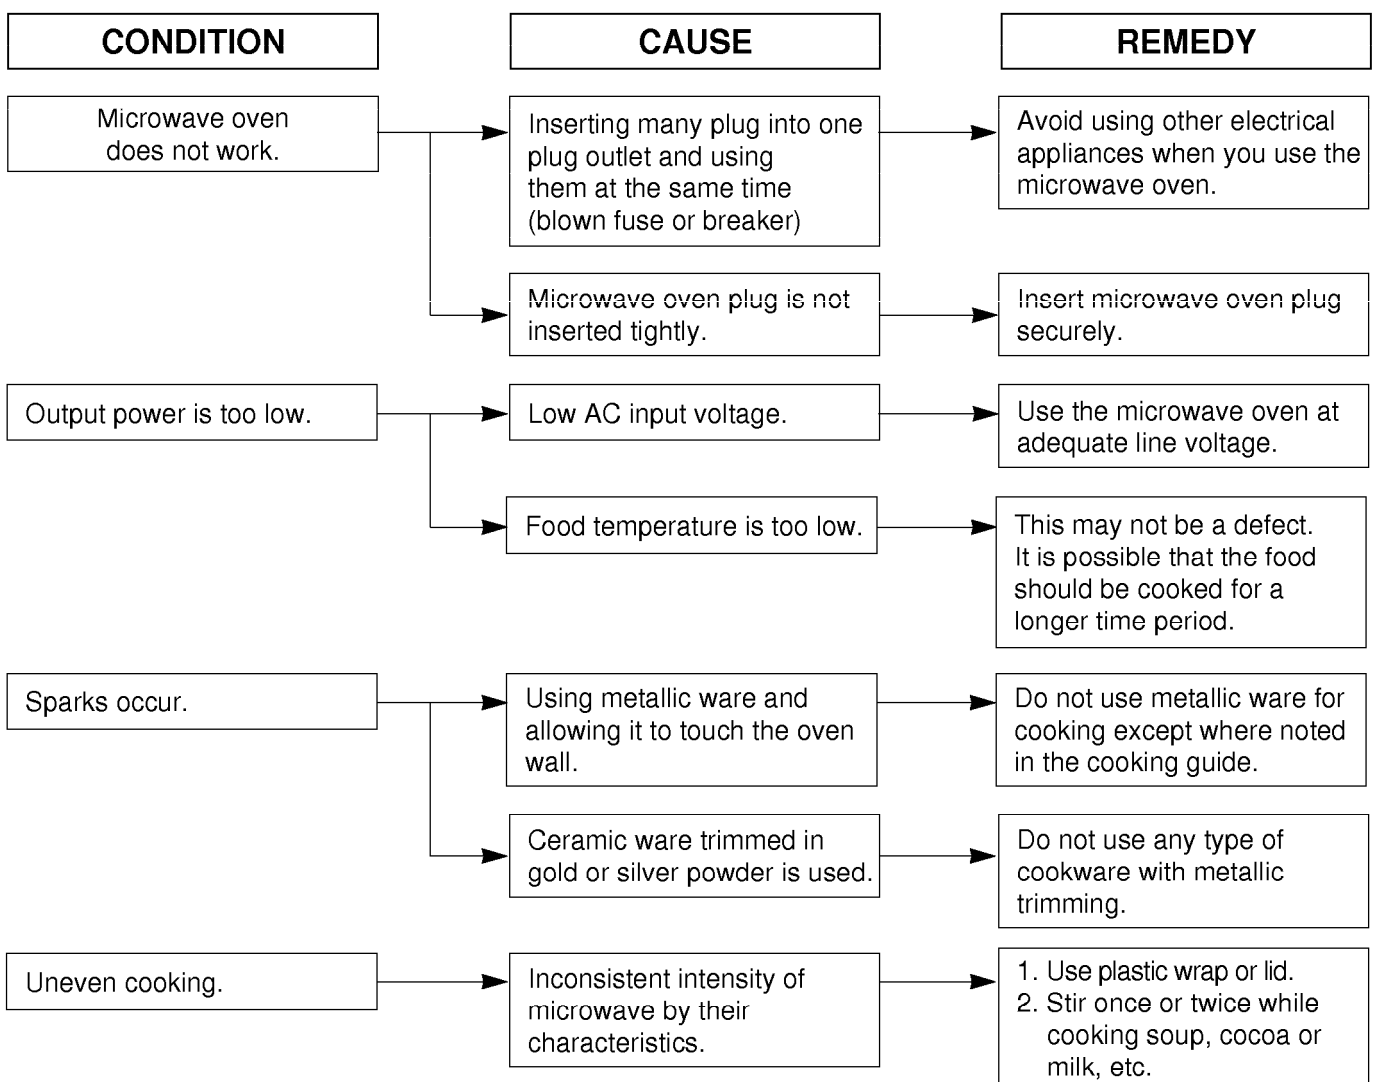 CONDITION
CAUSE
REMEDY
Microwave oven
does not work.
Inserting many plug into one
plug outlet and using
them at the same time
(blown fuse or breaker)
Avoid using other electrical
appliances when you use the
microwave oven.
Microwave oven plug is not
inserted tightly.
Insert microwave oven plug
securely.
Output power is too low.
Low AC input voltage.
Use the microwave oven at
adequate line voltage.
Food temperature is too low.
This may not be a defect.
It is possible that the food
should be cooked for a
longer time period.
Sparks occur.
Using metallic ware and
allowing it to touch the oven
wall.
Do not use metallic ware for
cooking except where noted
in the cooking guide.
Ceramic ware trimmed in
gold or silver powder is used.
Do not use any type of
cookware with metallic
trimming.
Uneven cooking.
Inconsistent intensity of
microwave by their
characteristics.
1. Use plastic wrap or lid.
2. Stir once or twice while
cooking soup, cocoa or
milk, etc.